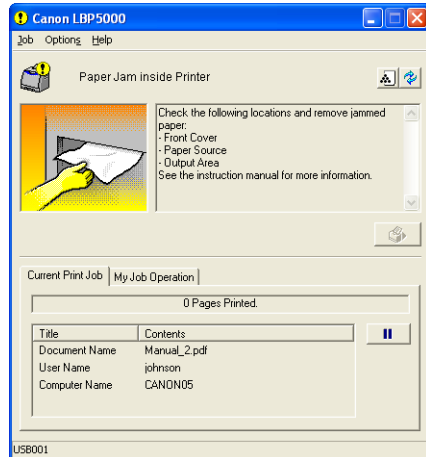 Canon LBP5000
Job Options Help
Paper Jam inside Printer
Check the following locations and remove jammed
paper:
- Front Cover
- Paper Source
- Output Area
See the instruction manual for more information.
Current Print Job My Job Operation
0 Pages Printed.
Title Contents
Document Name Manual_2.pdf
User Name johnson
Computer Name CANON05
USB001